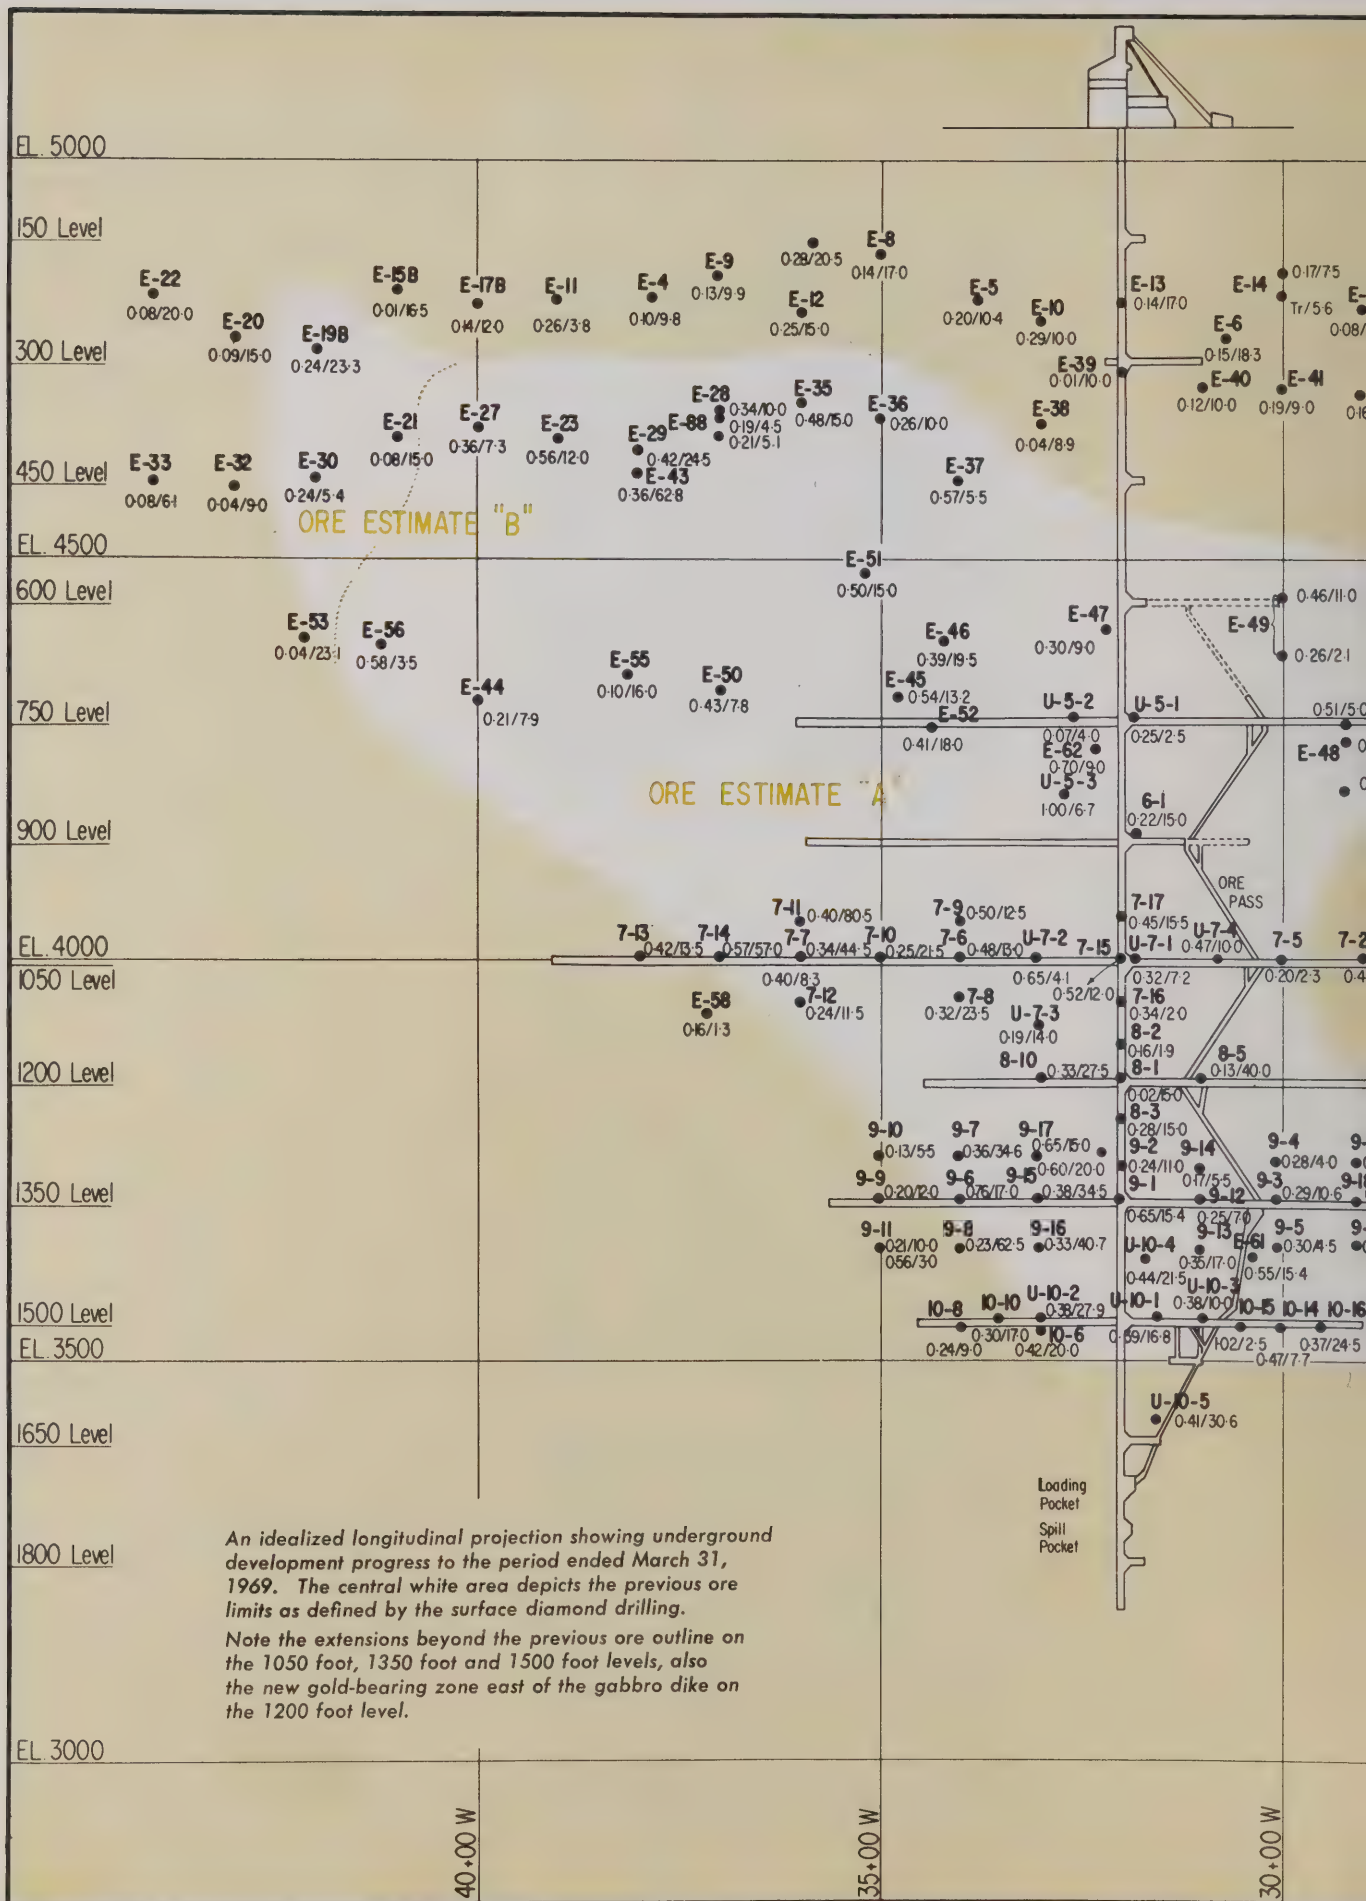 EL. 5000
150 Level
E-8
0·28/20·5
0·14/17·0
E-9
0·13/9·9
E-22
0·08/20·0
E-15B
0·01/16·5
E-17B
0·14/12·0
E-11
0·26/3·8
E-4
0·10/9·8
E-12
0·25/15·0
E-5
0·20/10·4
E-10
0·29/10·0
E-13
0·14/17·0
E-14
0·17/7·5
Tr/5·6
E-
0·08/
E-20
0·09/15·0
E-19B
0·24/23·3
E-6
0·15/18·3
300 Level
E-39
0·01/10·0
E-40
0·12/10·0
E-41
0·19/9·0
0·16
E-28
0·34/10·0
E-88
0·19/4·5
0·21/5·1
E-35
0·48/15·0
E-36
0·26/10·0
E-38
0·04/8·9
E-21
0·08/15·0
E-27
0·36/7·3
E-23
0·56/12·0
E-29
0·42/24·5
E-43
0·36/62·8
E-37
0·57/5·5
E-33
0·08/6·1
E-32
0·04/9·0
E-30
0·24/5·4
450 Level
ORE ESTIMATE "B"
EL. 4500
E-51
0·50/15·0
600 Level
0·46/11·0
E-49
0·26/2·1
E-53
0·04/23·1
E-56
0·58/3·5
E-46
0·39/19·5
E-47
0·30/9·0
E-44
0·21/7·9
E-55
0·10/16·0
E-50
0·43/7·8
E-45
0·54/13·2
E-52
0·41/18·0
U-5-2
0·07/4·0
U-5-1
0·25/2·5
0·51/5·0
750 Level
E-62
0·70/9·0
E-48
0
0
U-5-3
1·00/6·7
ORE ESTIMATE "A"
6-1
0·22/15·0
900 Level
ORE
PASS
7-11
0·40/80·5
7-9
0·50/12·5
7-17
0·45/15·5
EL. 4000
7-13
0·42/13·5
7-14
0·57/57·0
7-7
0·34/44·5
7-10
0·25/21·5
7-6
0·48/13·0
U-7-2
7-15
U-7-1
U-7-4
0·47/10·0
7-5
7-2
1050 Level
0·40/8·3
0·65/4·1
0·52/12·0
0·32/7·2
0·20/2·3
0·4
E-58
0·16/1·3
7-12
0·24/11·5
7-8
0·32/23·5
U-7-3
0·19/14·0
7-16
0·34/2·0
8-2
0·16/1·9
1200 Level
8-10
0·33/27·5
8-1
0·02/15·0
8-5
0·13/40·0
8-3
0·28/15·0
9-10
0·13/5·5
9-7
0·36/34·6
9-17
0·65/15·0
0·60/20·0
9-2
0·24/11·0
9-14
0·17/5·5
9-4
0·28/4·0
9-
1350 Level
9-9
0·20/12·0
9-6
0·76/17·0
9-15
0·38/34·5
9-1
0·65/15·4
9-12
0·25/7·0
9-3
0·29/10·6
9-18
9-11
0·21/10·0
0·56/3·0
9-8
0·23/62·5
9-16
0·33/40·7
U-10-4
0·44/21·5
9-13
0·35/17·0
E-61
0·55/15·4
9-5
0·30/4·5
9-
1500 Level
10-8
0·24/9·0
10-10
0·30/17·0
U-10-2
0·38/27·9
10-6
0·42/20·0
U-10-1
0·39/16·8
U-10-3
0·38/10·0
10-15
1·02/2·5
10-14
0·47/7·7
10-16
0·37/24·5
EL. 3500
U-10-5
0·41/30·6
1650 Level
Loading
Pocket
Spill
Pocket
1800 Level
An idealized longitudinal projection showing underground
development progress to the period ended March 31,
1969. The central white area depicts the previous ore
limits as defined by the surface diamond drilling.
Note the extensions beyond the previous ore outline on
the 1050 foot, 1350 foot and 1500 foot levels, also
the new gold-bearing zone east of the gabbro dike on
the 1200 foot level.
EL. 3000
40+00 W
35+00 W
30+00 W